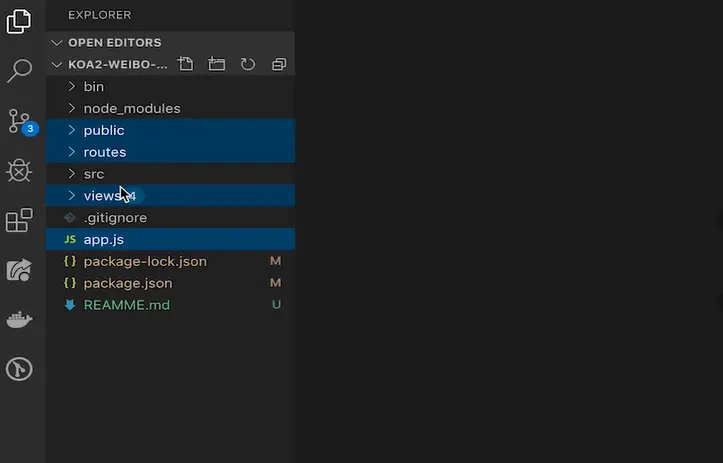 EXPLORER
OPEN EDITORS
KOA2-WEIBO-...
bin
node_modules
public
routes
src
3
views 4
.gitignore
JS app.js
{ } package-lock.json M
{ } package.json M
REAMME.md U